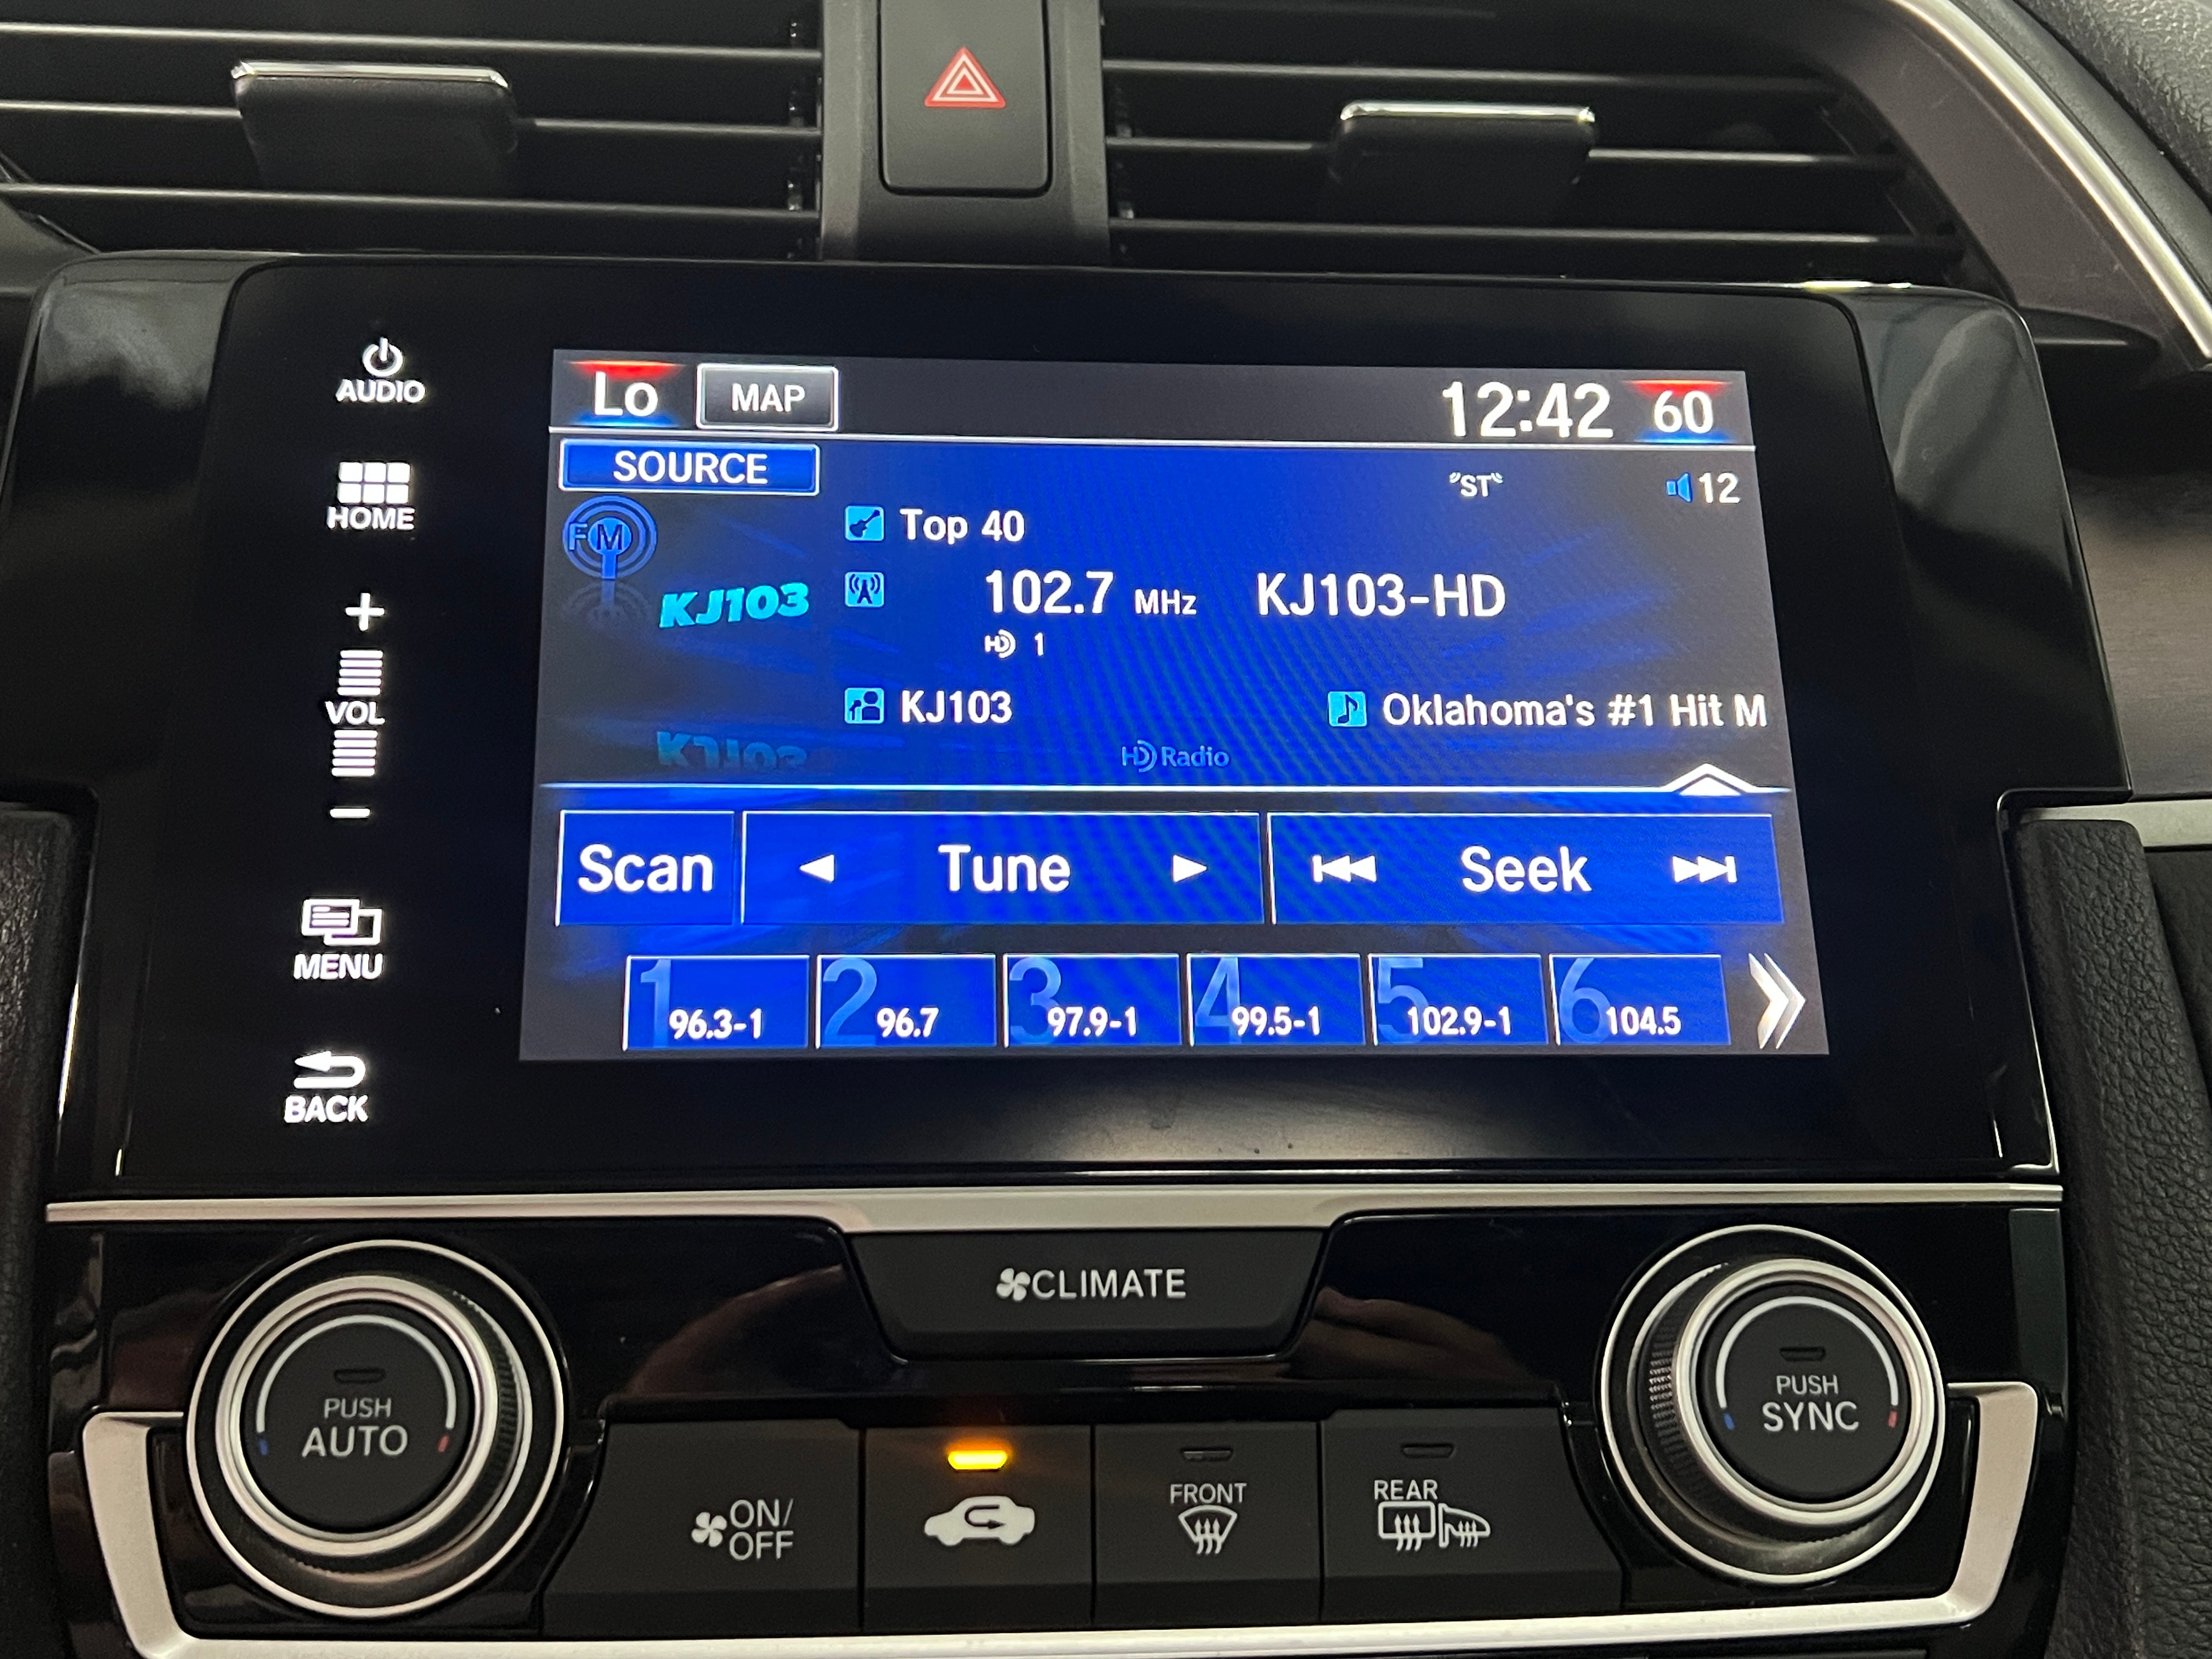 Lo MAP 12:42 60
SOURCE "ST" 12
FM
Top 40
KJ103 102.7 MHz KJ103-HD
HD 1
KJ103 Oklahoma's #1 Hit M
KJ103
HD Radio
Scan Tune Seek
1 96.3-1 2 96.7 3 97.9-1 4 99.5-1 5 102.9-1 6 104.5
AUDIO
HOME
+
VOL
−
MENU
BACK
CLIMATE
PUSH
AUTO
ON/
OFF
FRONT
REAR
PUSH
SYNC